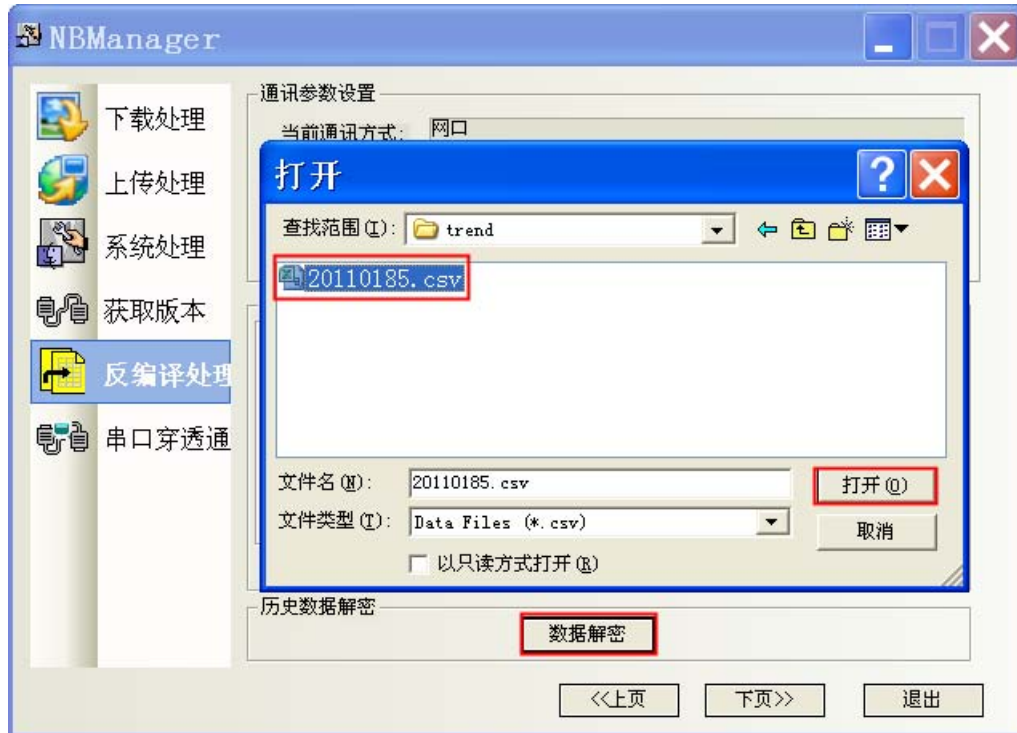 NBManager
下载处理
上传处理
系统处理
获取版本
反编译处理
串口穿透通
通讯参数设置
当前通讯方式: 网口
打开
查找范围(I): trend
20110185.csv
文件名(N): 20110185.csv
打开(O)
文件类型(T): Data Files (*.csv)
取消
以只读方式打开(R)
历史数据解密
数据解密
<<上页
下页>>
退出